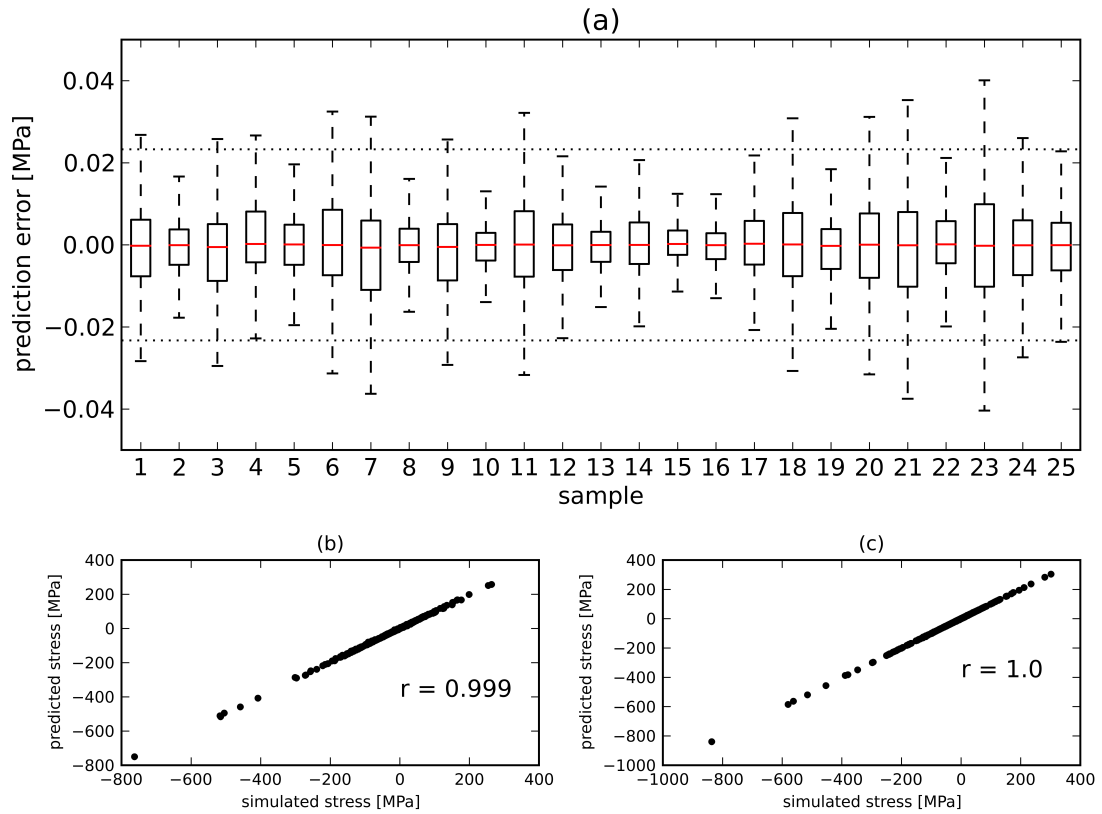 (a)
prediction error [MPa]
0.04
0.02
0.00
−0.02
−0.04
1 2 3 4 5 6 7 8 9 10 11 12 13 14 15 16 17 18 19 20 21 22 23 24 25
sample
(b)
predicted stress [MPa]
400
200
0
−200
−400
−600
−800
r = 0.999
−800 −600 −400 −200 0 200 400
simulated stress [MPa]
(c)
predicted stress [MPa]
400
200
0
−200
−400
−600
−800
−1000
r = 1.0
−1000 −800 −600 −400 −200 0 200 400
simulated stress [MPa]